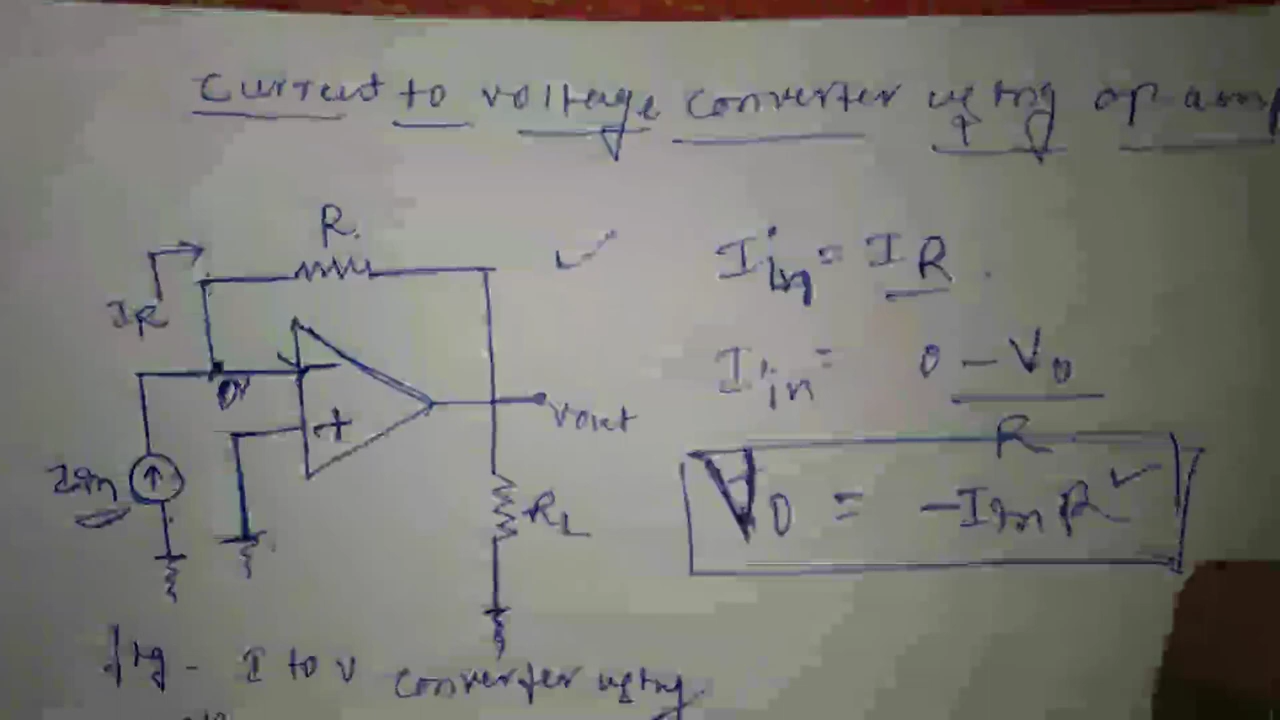 Current to voltage converter using op amp
R.
IR
Iin = IR.
0V
-
+
Vout
Iin = 0 - V0
R
Iin
RL
V0 = -Iin R
fig - I to v converter using